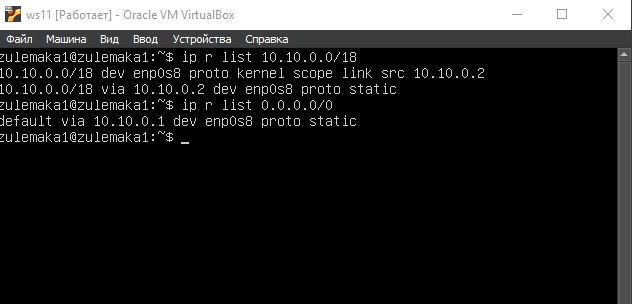 ws11 [Работает] - Oracle VM VirtualBox
Файл Машина Вид Ввод Устройства Справка
zulemaka1@zulemaka1:~$ ip r list 10.10.0.0/18
10.10.0.0/18 dev enp0s8 proto kernel scope link src 10.10.0.2
10.10.0.0/18 via 10.10.0.2 dev enp0s8 proto static
zulemaka1@zulemaka1:~$ ip r list 0.0.0.0/0
default via 10.10.0.1 dev enp0s8 proto static
zulemaka1@zulemaka1:~$ _